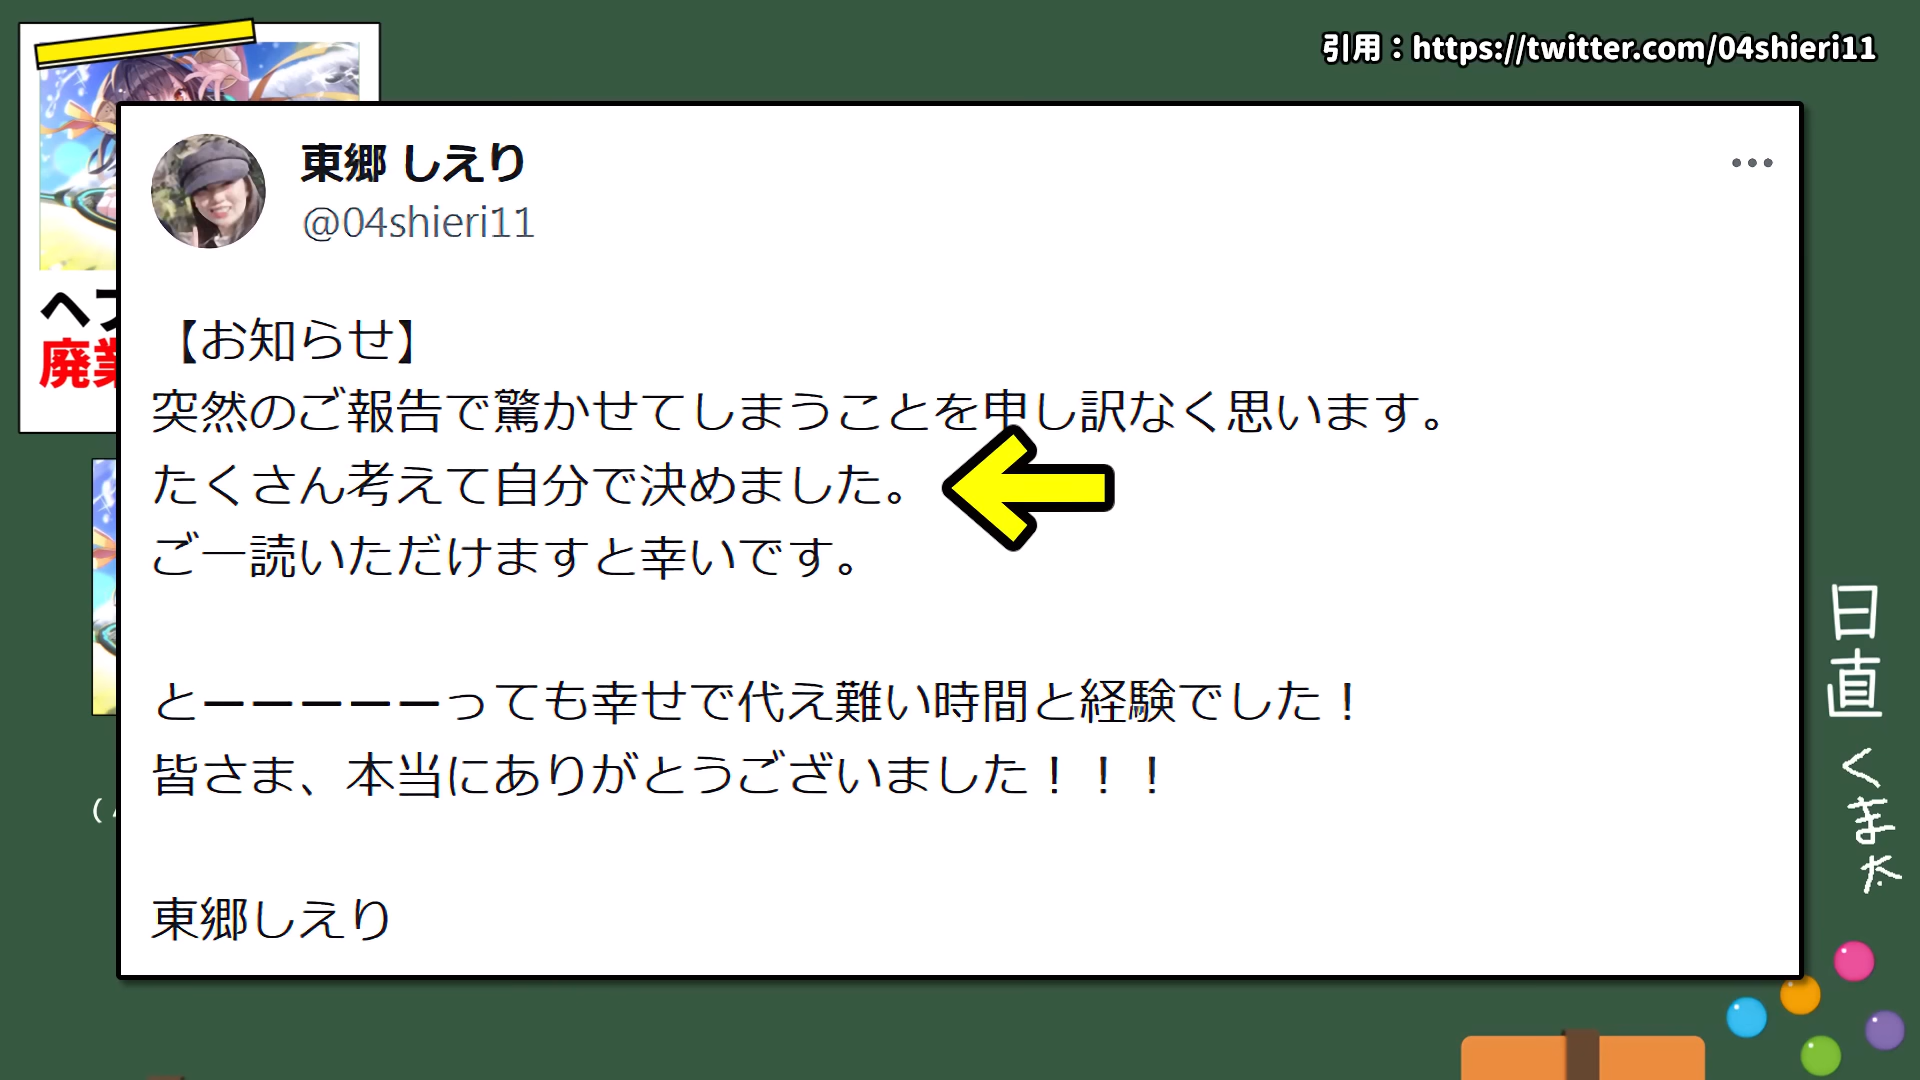 引用：https://twitter.com/04shieri11
東郷 しえり
@04shieri11
【お知らせ】
突然のご報告で驚かせてしまうことを申し訳なく思います。
たくさん考えて自分で決めました。
ご一読いただけますと幸いです。
とーーーーーっても幸せで代え難い時間と経験でした！
皆さま、本当にありがとうございました！！！
東郷しえり
ヘ
廃業
日直
くま太